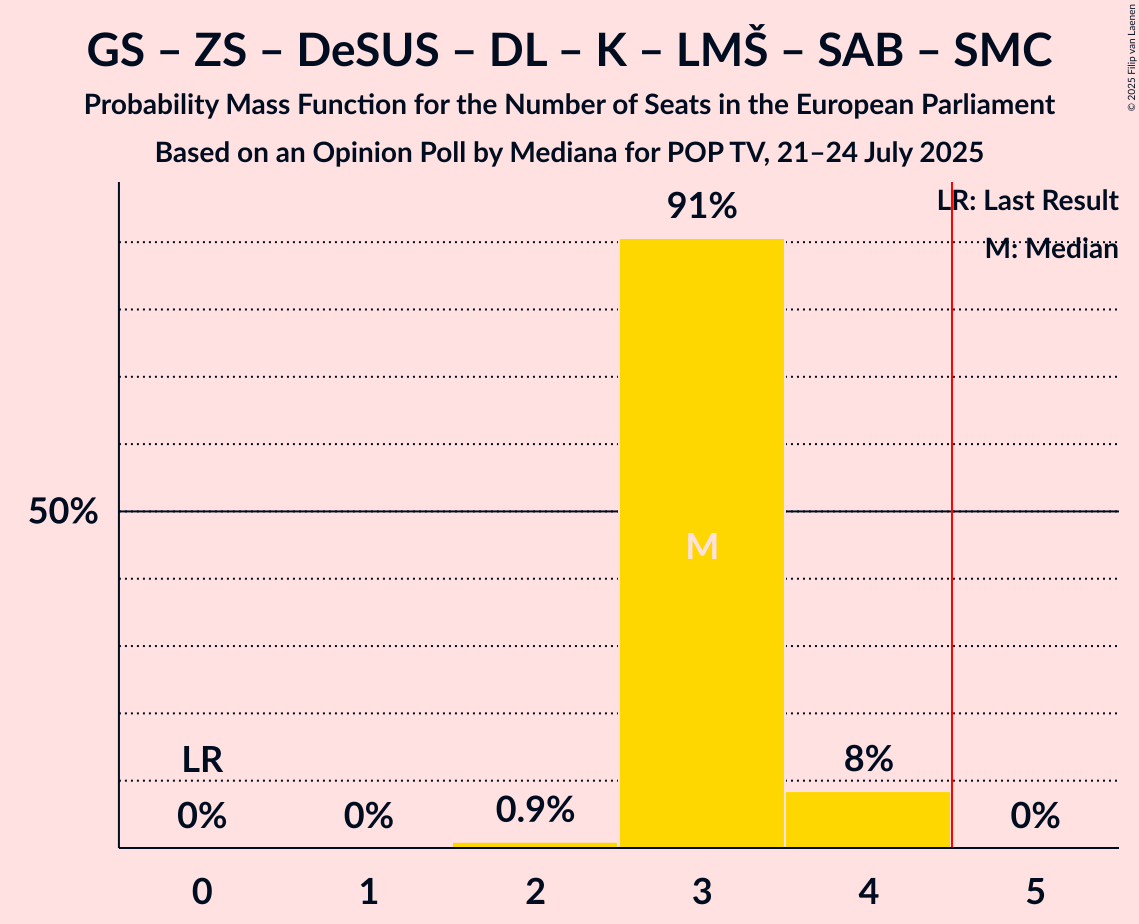 GS – ZS – DeSUS – DL – K – LMŠ – SAB – SMC
Probability Mass Function for the Number of Seats in the European Parliament
Based on an Opinion Poll by Mediana for POP TV, 21–24 July 2025
© 2025 Filip van Laenen
LR: Last Result
M: Median
91%
50%
M
LR
8%
0%
0%
0.9%
0%
0 1 2 3 4 5